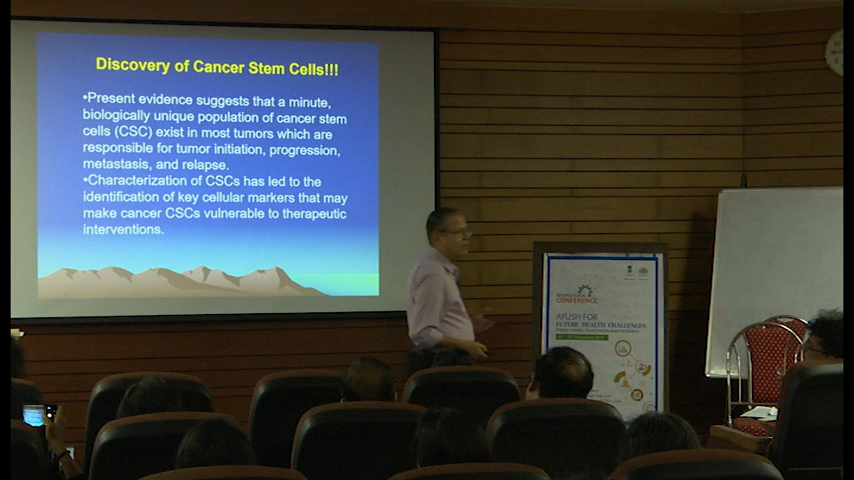 Discovery of Cancer Stem Cells!!!
•Present evidence suggests that a minute,
biologically unique population of cancer stem
cells (CSC) exist in most tumors which are
responsible for tumor initiation, progression,
metastasis, and relapse.
•Characterization of CSCs has led to the
identification of key cellular markers that may
make cancer CSCs vulnerable to therapeutic
interventions.
INTERNATIONAL
CONFERENCE
AYUSH FOR
FUTURE HEALTH CHALLENGES